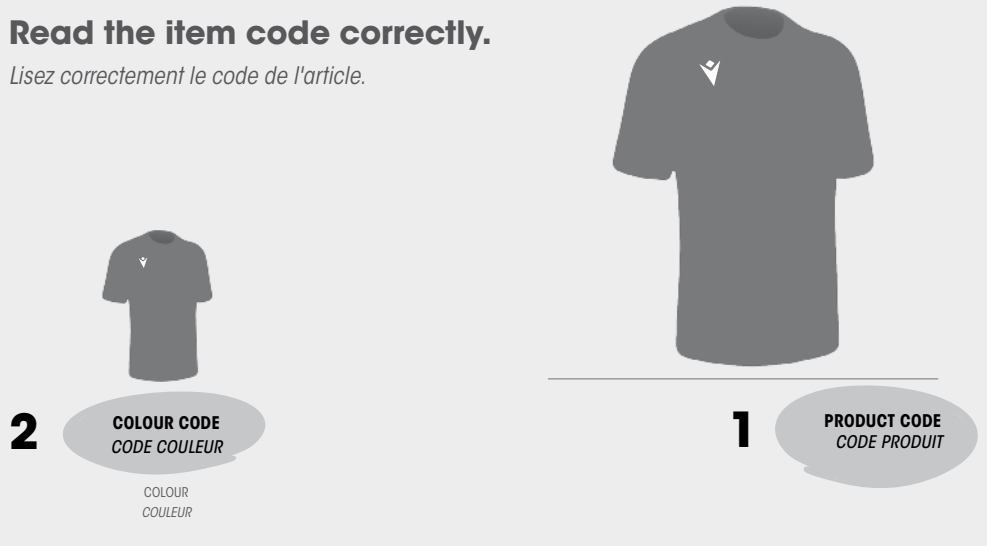 Read the item code correctly.
Lisez correctement le code de l'article.
2
COLOUR CODE
CODE COULEUR
COLOUR
COULEUR
1
PRODUCT CODE
CODE PRODUIT